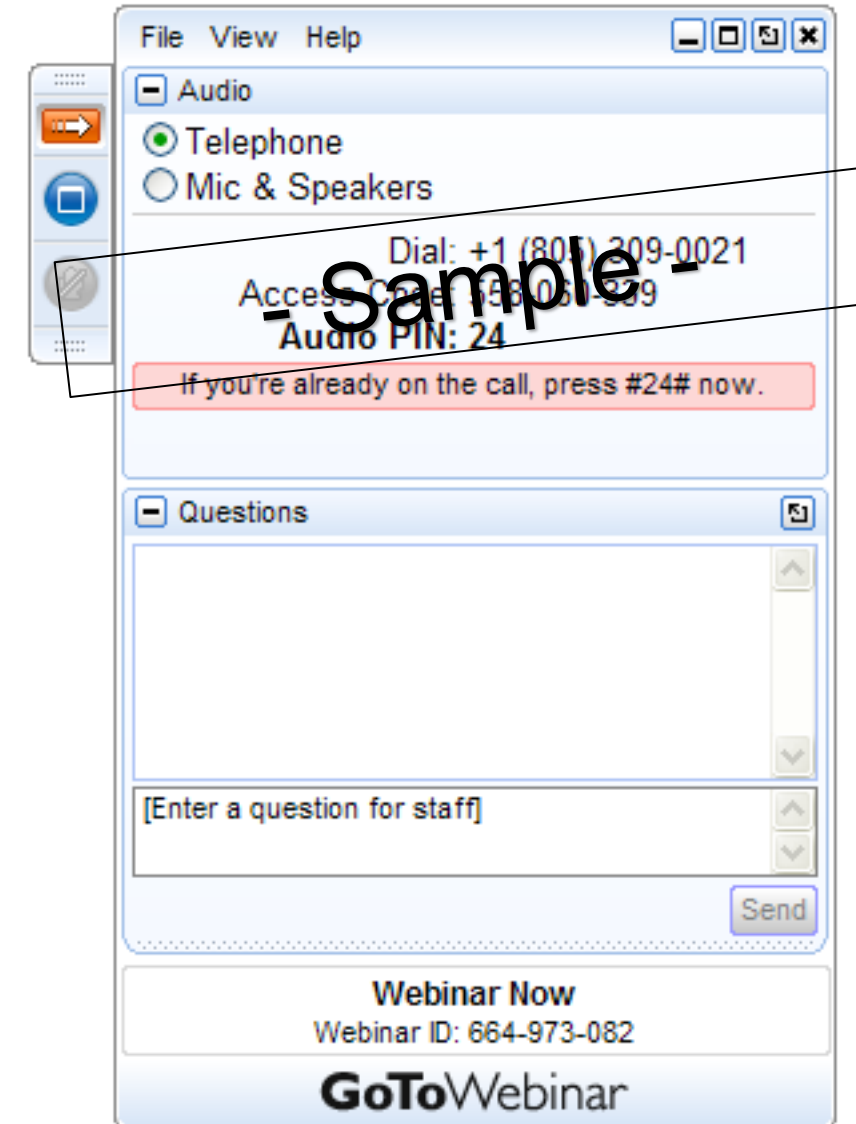 File View Help
Audio
Telephone
Mic & Speakers
Dial: +1 (805) 309-0021
- Sample -
Access Code:
Audio PIN: 24
If you're already on the call, press #24# now.
Questions
[Enter a question for staff]
Send
Webinar Now
Webinar ID: 664-973-082
GoToWebinar